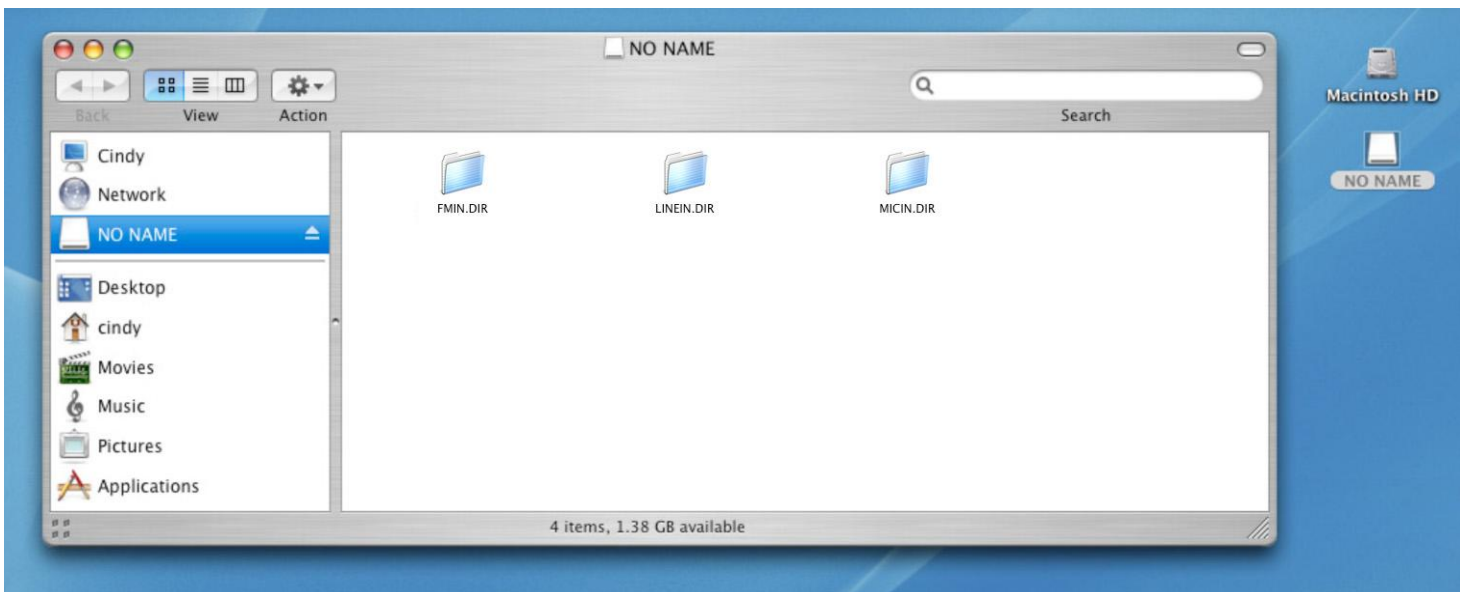 NO NAME
Back
View
Action
Search
Cindy
Network
NO NAME
Desktop
cindy
Movies
Music
Pictures
Applications
FMIN.DIR
LINEIN.DIR
MICIN.DIR
4 items, 1.38 GB available
Macintosh HD
NO NAME